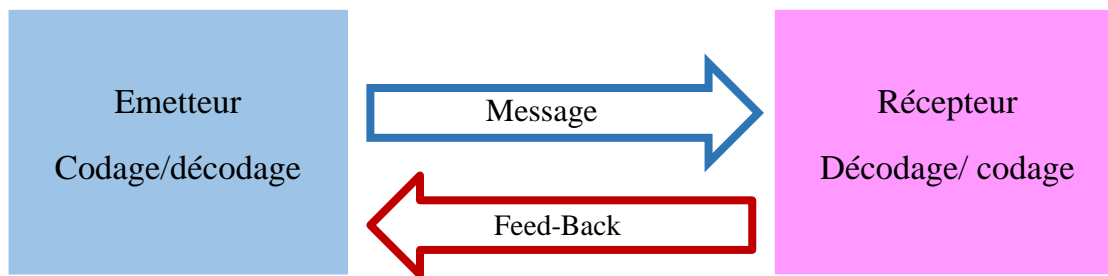 Emetteur
Codage/décodage
Message
Feed-Back
Récepteur
Décodage/ codage